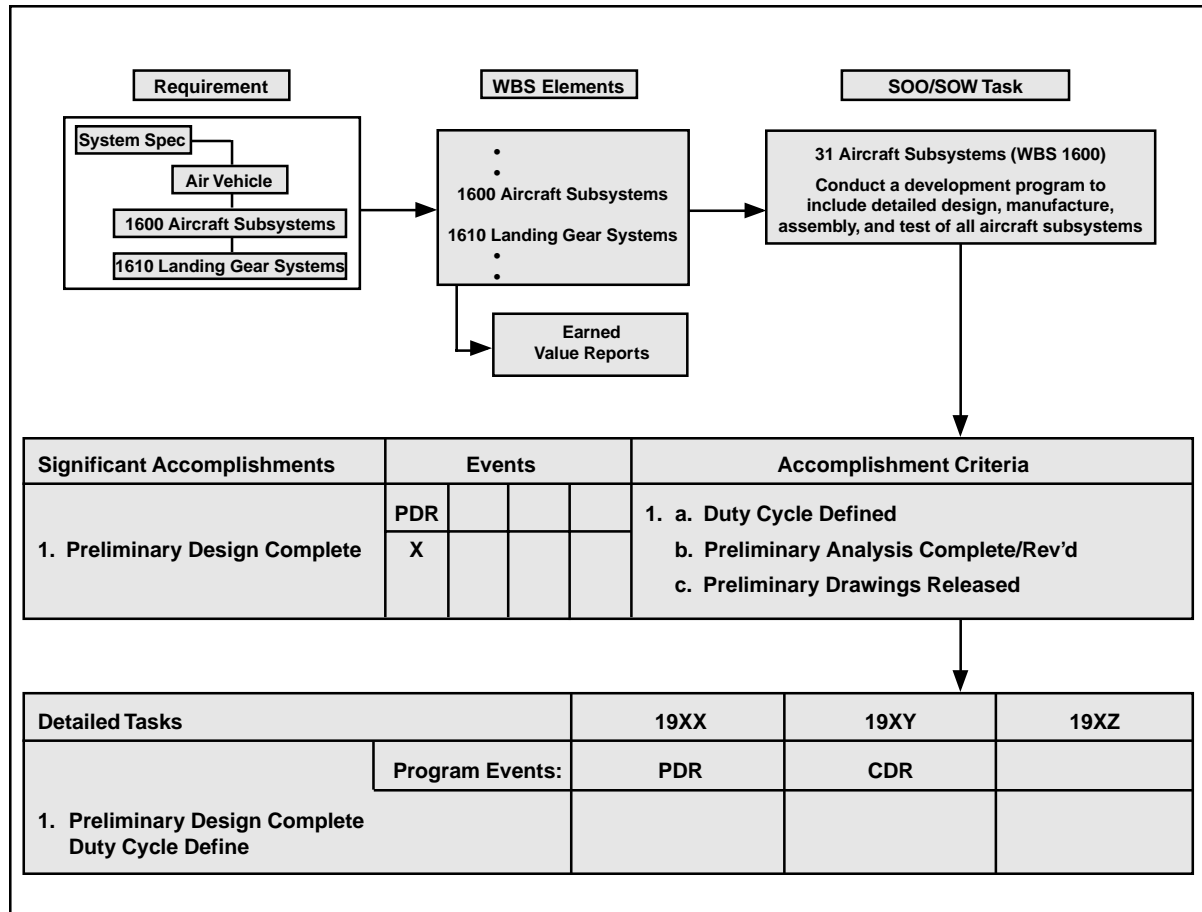 Requirement
WBS Elements
SOO/SOW Task
System Spec
Air Vehicle
1600 Aircraft Subsystems
1610 Landing Gear Systems
•
•
1600 Aircraft Subsystems
1610 Landing Gear Systems
•
•
31 Aircraft Subsystems (WBS 1600)
Conduct a development program to
include detailed design, manufacture,
assembly, and test of all aircraft subsystems
Earned
Value Reports
Significant Accomplishments
Events
Accomplishment Criteria
PDR
1. Preliminary Design Complete
X
1. a. Duty Cycle Defined
b. Preliminary Analysis Complete/Rev’d
c. Preliminary Drawings Released
Detailed Tasks
19XX
19XY
19XZ
Program Events:
PDR
CDR
1. Preliminary Design Complete
Duty Cycle Define